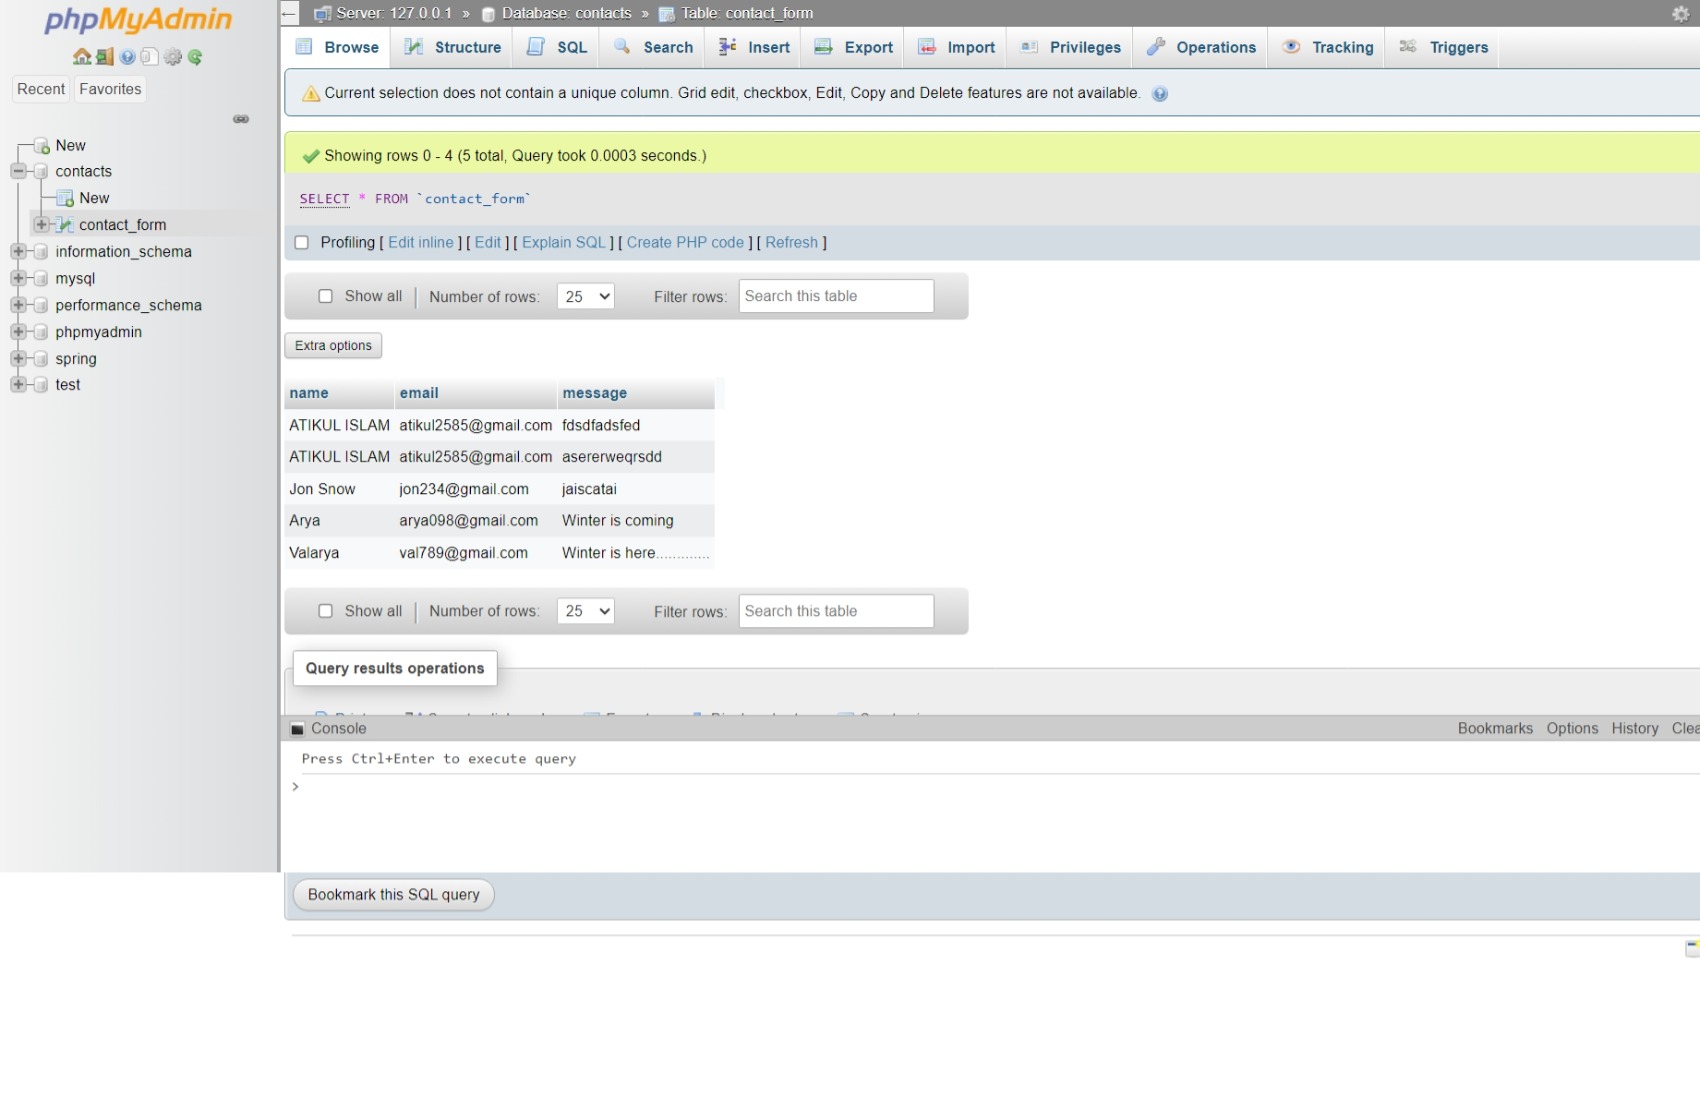 phpMyAdmin
Recent Favorites
New
contacts
New
contact_form
information_schema
mysql
performance_schema
phpmyadmin
spring
test
Server: 127.0.0.1 » Database: contacts » Table: contact_form
Browse Structure SQL Search Insert Export Import Privileges Operations Tracking Triggers
Current selection does not contain a unique column. Grid edit, checkbox, Edit, Copy and Delete features are not available.
Showing rows 0 - 4 (5 total, Query took 0.0003 seconds.)
SELECT * FROM `contact_form`
Profiling [ Edit inline ] [ Edit ] [ Explain SQL ] [ Create PHP code ] [ Refresh ]
Show all Number of rows: 25 Filter rows: Search this table
Extra options
name email message
ATIKUL ISLAM atikul2585@gmail.com fdsdfadsfed
ATIKUL ISLAM atikul2585@gmail.com asererweqrsdd
Jon Snow jon234@gmail.com jaiscatai
Arya arya098@gmail.com Winter is coming
Valarya val789@gmail.com Winter is here.............
Show all Number of rows: 25 Filter rows: Search this table
Query results operations
Console
Bookmarks Options History
Press Ctrl+Enter to execute query
>
Bookmark this SQL query